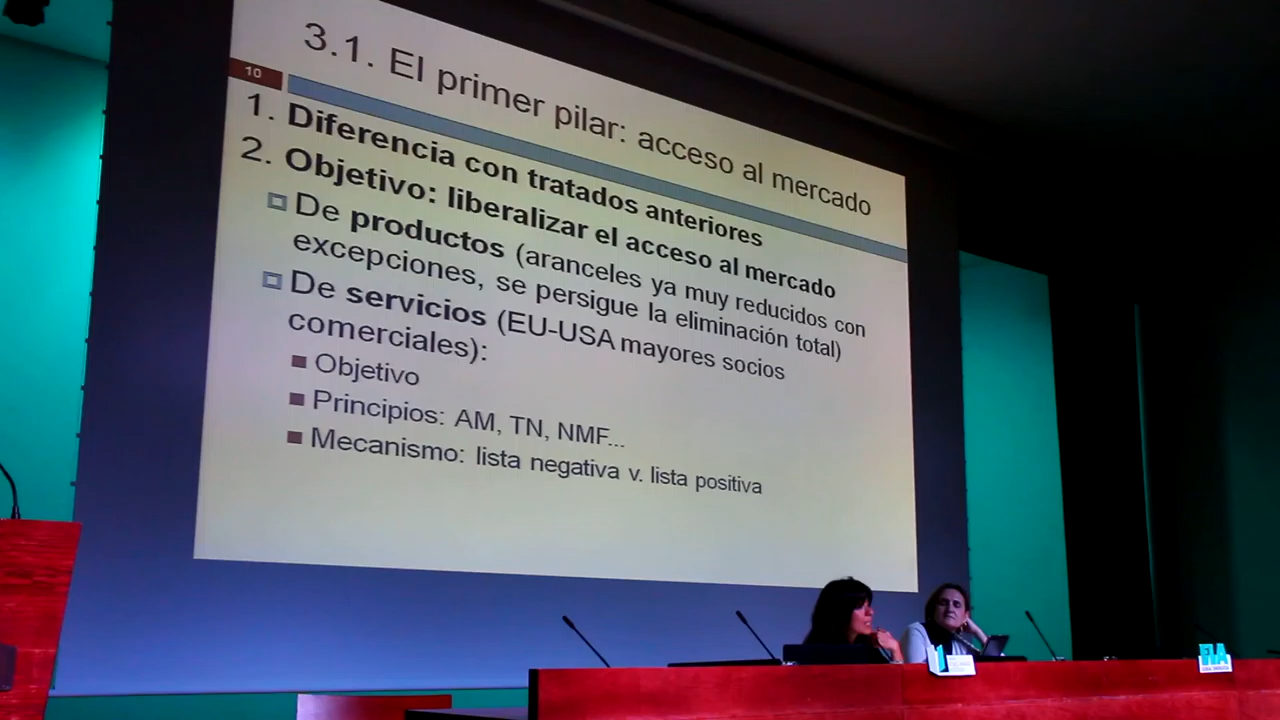 3.1. El primer pilar: acceso al mercado
10
1. Diferencia con tratados anteriores
2. Objetivo: liberalizar el acceso al mercado
De productos (aranceles ya muy reducidos con
excepciones, se persigue la eliminación total)
De servicios (EU-USA mayores socios
comerciales):
Objetivo
Principios: AM, TN, NMF...
Mecanismo: lista negativa v. lista positiva